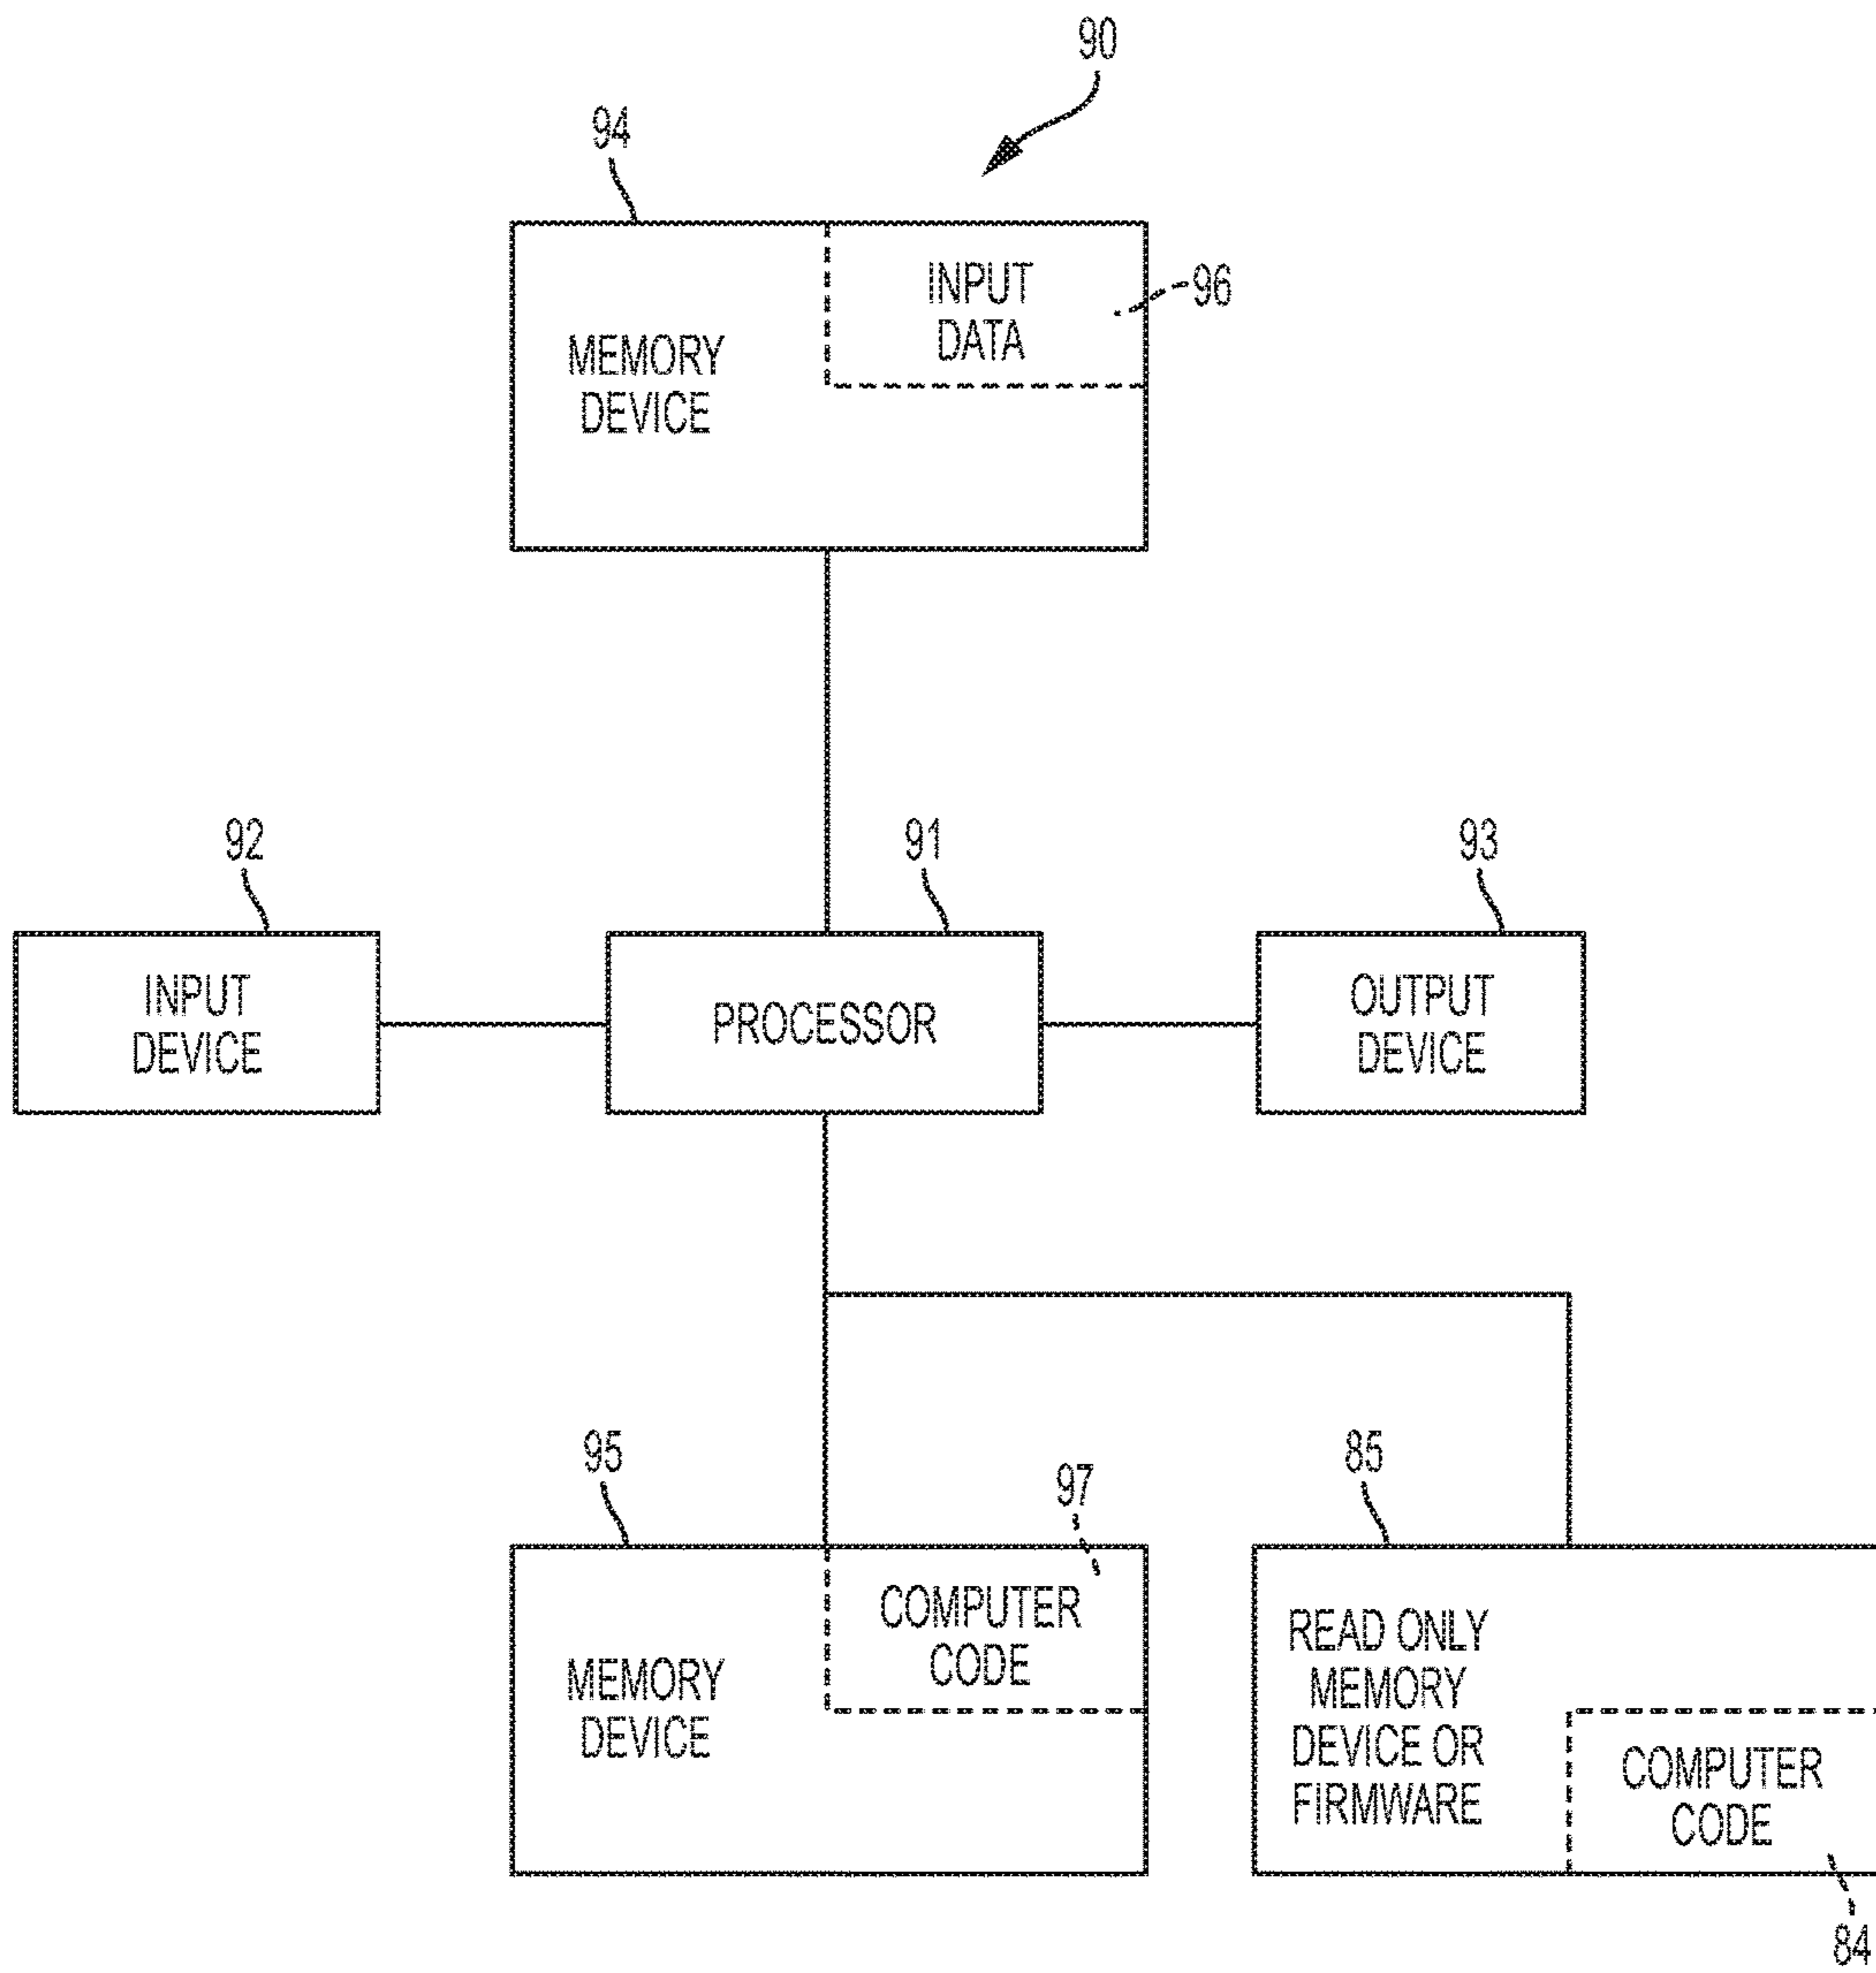 90
94
INPUT
DATA
96
MEMORY
DEVICE
92
91
93
INPUT
DEVICE
PROCESSOR
OUTPUT
DEVICE
95
97
85
COMPUTER
CODE
MEMORY
DEVICE
READ ONLY
MEMORY
DEVICE OR
FIRMWARE
COMPUTER
CODE
84